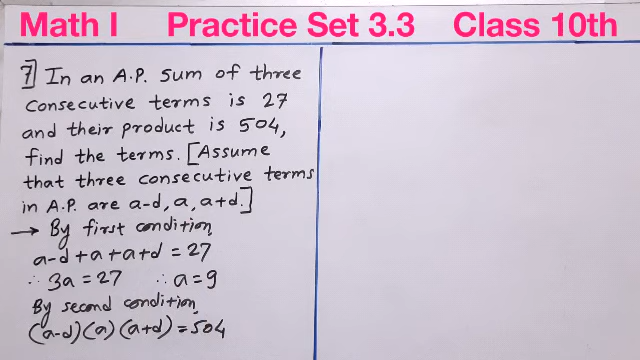 Math I Practice Set 3.3 Class 10th
7] In an A.P. sum of three
consecutive terms is 27
and their product is 504,
find the terms. [Assume
that three consecutive terms
in A.P. are a-d, a, a+d.]
→ By first condition,
a-d+a+a+d = 27
∴ 3a = 27 ∴ a = 9
By second condition,
(a-d)(a)(a+d) = 504